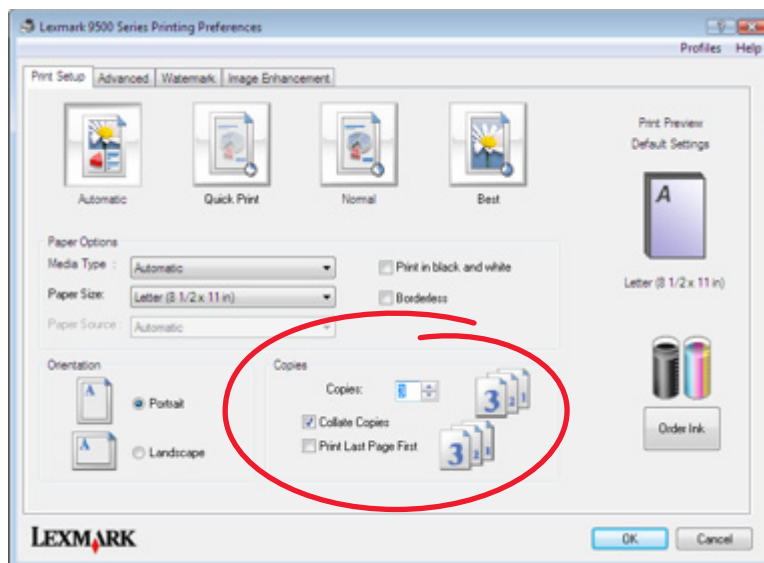 Lexmark 9500 Series Printing Preferences
Profiles Help
Print Setup Advanced Watermark Image Enhancement
Automatic Quick Print Normal Best
Print Preview
Default Settings
A
Letter (8 1/2 x 11 in)
Paper Options
Media Type : Automatic
Print in black and white
Paper Size: Letter (8 1/2 x 11 in)
Borderless
Paper Source : Automatic
Orientation
A
Portrait
A
Landscape
Copies
Copies:
3 2 1
Collate Copies
Print Last Page First
3 2 1
Order Ink
LEXMARK
OK Cancel